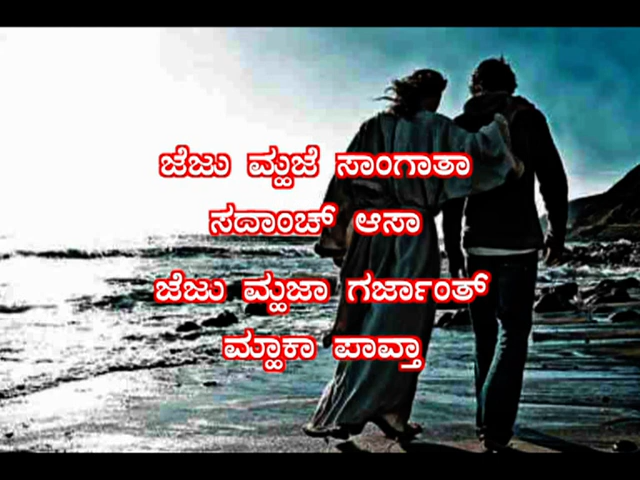 ಜೆಜು ಮ್ಹಜೆ ಸಾಂಗಾತಾ
ಸದಾಂಚ್ ಆಸಾ
ಜೆಜು ಮ್ಹಜಾ ಗರ್ಜಾಂತ್
ಮ್ಹಾಕಾ ಪಾವ್ತಾ